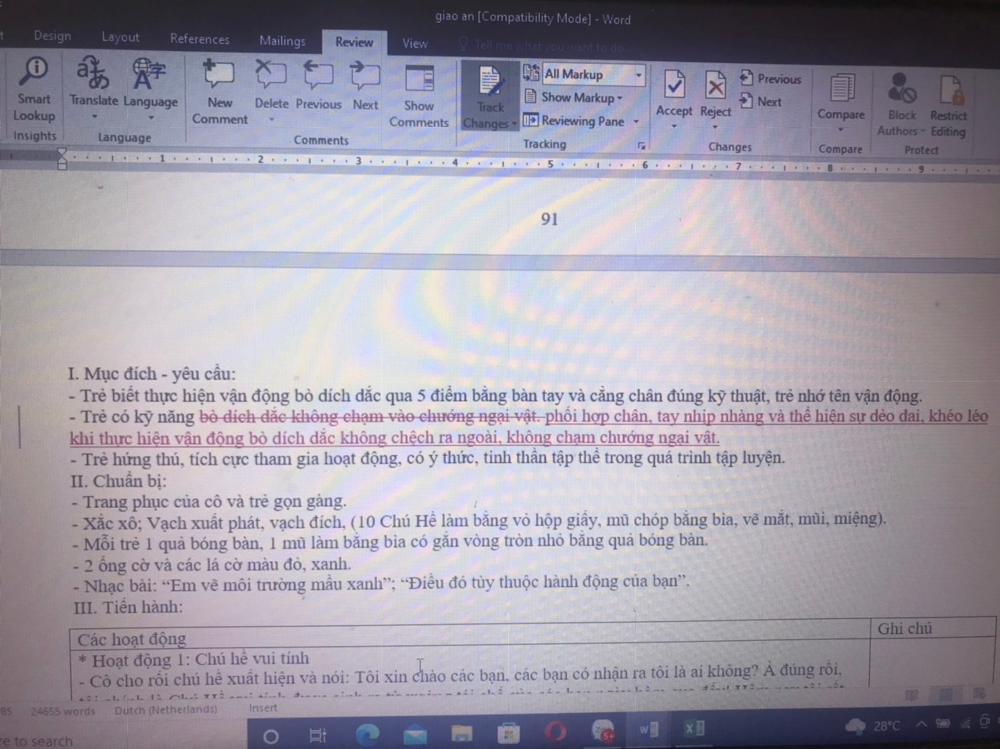 giao an [Compatibility Mode] - Word
Design Layout References Mailings Review View Tell me what you want to do...
Smart Lookup
Translate
Language
New Comment
Delete
Previous
Next
Show Comments
Track Changes
All Markup
Show Markup
Reviewing Pane
Accept
Reject
Previous
Next
Compare
Block Authors
Restrict Editing
Insights Language Comments Tracking Changes Compare Protect
1 2 3 4 5 6 7 8 9
91
I. Mục đích - yêu cầu:
- Trẻ biết thực hiện vận động bò dích dắc qua 5 điểm bằng bàn tay và cẳng chân đúng kỹ thuật, trẻ nhớ tên vận động.
- Trẻ có kỹ năng bò dích dắc không chạm vào chướng ngại vật. phối hợp chân, tay nhịp nhàng và thể hiện sự dẻo dai, khéo léo
khi thực hiện vận động bò dích dắc không chệch ra ngoài, không chạm chướng ngại vật.
- Trẻ hứng thú, tích cực tham gia hoạt động, có ý thức, tinh thần tập thể trong quá trình tập luyện.
II. Chuẩn bị:
- Trang phục của cô và trẻ gọn gàng.
- Xắc xô; Vạch xuất phát, vạch đích, (10 Chú Hề làm bằng vỏ hộp giấy, mũ chóp bằng bìa, vẽ mắt, mũi, miệng).
- Mỗi trẻ 1 quả bóng bàn, 1 mũ làm bằng bìa có gắn vòng tròn nhỏ bằng quả bóng bàn.
- 2 ống cờ và các lá cờ màu đỏ, xanh.
- Nhạc bài: “Em vẽ môi trường mầu xanh”; “Điều đó tùy thuộc hành động của bạn”.
III. Tiến hành:
Các hoạt động
Ghi chú
* Hoạt động 1: Chú hề vui tính
- Cô cho rối chú hề xuất hiện và nói: Tôi xin chào các bạn, các bạn có nhận ra tôi là ai không? À đúng rồi,
85 24655 words Dutch (Netherlands) Insert
re to search
5+
28°C